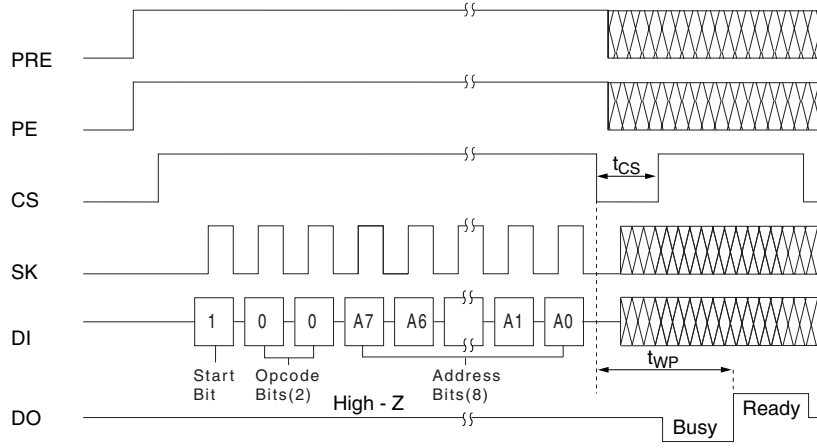 PRE
PE
CS
tCS
SK
DI
1 0 0 A7 A6 A1 A0
Start
Bit
Opcode
Bits(2)
Address
Bits(8)
tWP
DO
High - Z
Busy
Ready